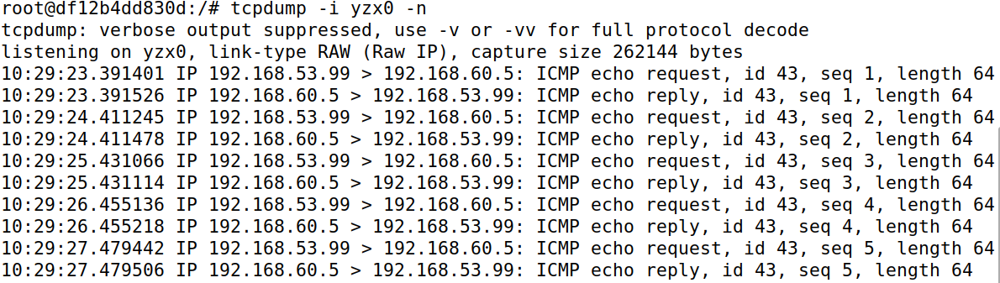 root@df12b4dd830d:/# tcpdump -i yzx0 -n
tcpdump: verbose output suppressed, use -v or -vv for full protocol decode
listening on yzx0, link-type RAW (Raw IP), capture size 262144 bytes
10:29:23.391401 IP 192.168.53.99 > 192.168.60.5: ICMP echo request, id 43, seq 1, length 64
10:29:23.391526 IP 192.168.60.5 > 192.168.53.99: ICMP echo reply, id 43, seq 1, length 64
10:29:24.411245 IP 192.168.53.99 > 192.168.60.5: ICMP echo request, id 43, seq 2, length 64
10:29:24.411478 IP 192.168.60.5 > 192.168.53.99: ICMP echo reply, id 43, seq 2, length 64
10:29:25.431066 IP 192.168.53.99 > 192.168.60.5: ICMP echo request, id 43, seq 3, length 64
10:29:25.431114 IP 192.168.60.5 > 192.168.53.99: ICMP echo reply, id 43, seq 3, length 64
10:29:26.455136 IP 192.168.53.99 > 192.168.60.5: ICMP echo request, id 43, seq 4, length 64
10:29:26.455218 IP 192.168.60.5 > 192.168.53.99: ICMP echo reply, id 43, seq 4, length 64
10:29:27.479442 IP 192.168.53.99 > 192.168.60.5: ICMP echo request, id 43, seq 5, length 64
10:29:27.479506 IP 192.168.60.5 > 192.168.53.99: ICMP echo reply, id 43, seq 5, length 64